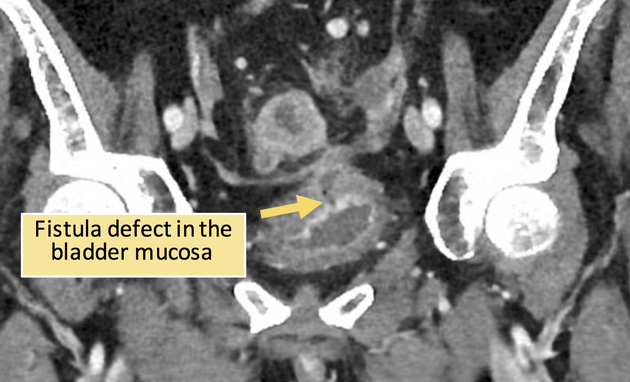 Fistula defect in the
bladder mucosa